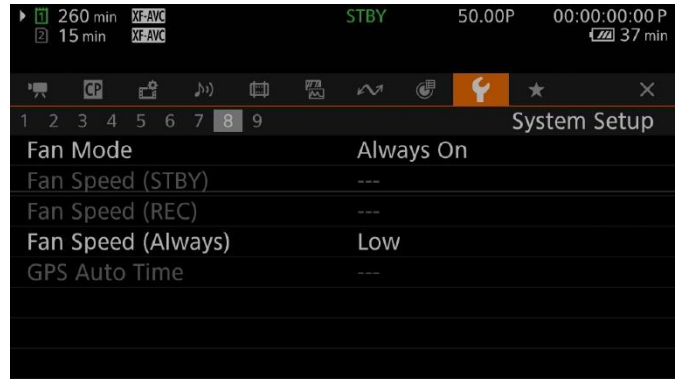 1 260 min XF-AVC STBY 50.00P 00:00:00:00 P
2 15 min XF-AVC 37 min
CP
1 2 3 4 5 6 7 8 9 System Setup
Fan Mode Always On
Fan Speed (STBY) ---
Fan Speed (REC) ---
Fan Speed (Always) Low
GPS Auto Time ---